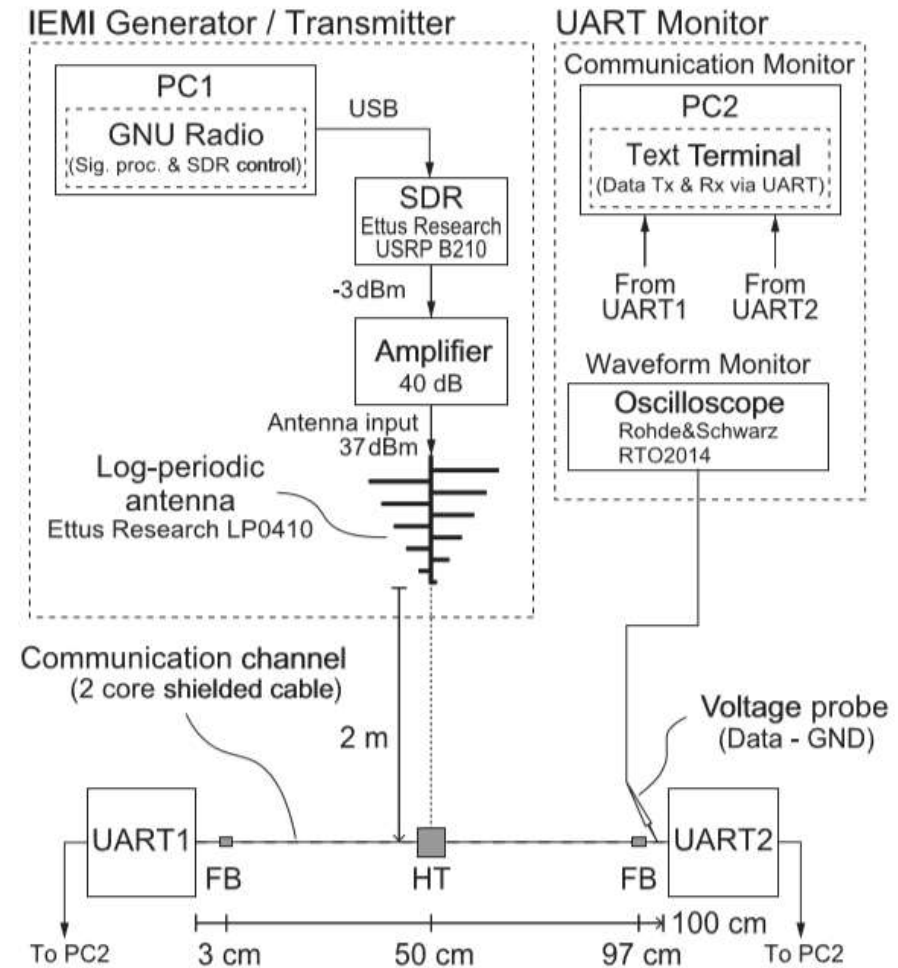 IEMI Generator / Transmitter
PC1
GNU Radio
(Sig. proc. & SDR control)
USB
SDR
Ettus Research
USRP B210
-3dBm
Amplifier
40 dB
Antenna input
37dBm
Log-periodic
antenna
Ettus Research LP0410
UART Monitor
Communication Monitor
PC2
Text Terminal
(Data Tx & Rx via UART)
From
UART1
From
UART2
Waveform Monitor
Oscilloscope
Rohde&Schwarz
RTO2014
Communication channel
(2 core shielded cable)
2 m
Voltage probe
(Data - GND)
UART1
FB
HT
FB
UART2
To PC2
3 cm
50 cm
97 cm
100 cm
To PC2